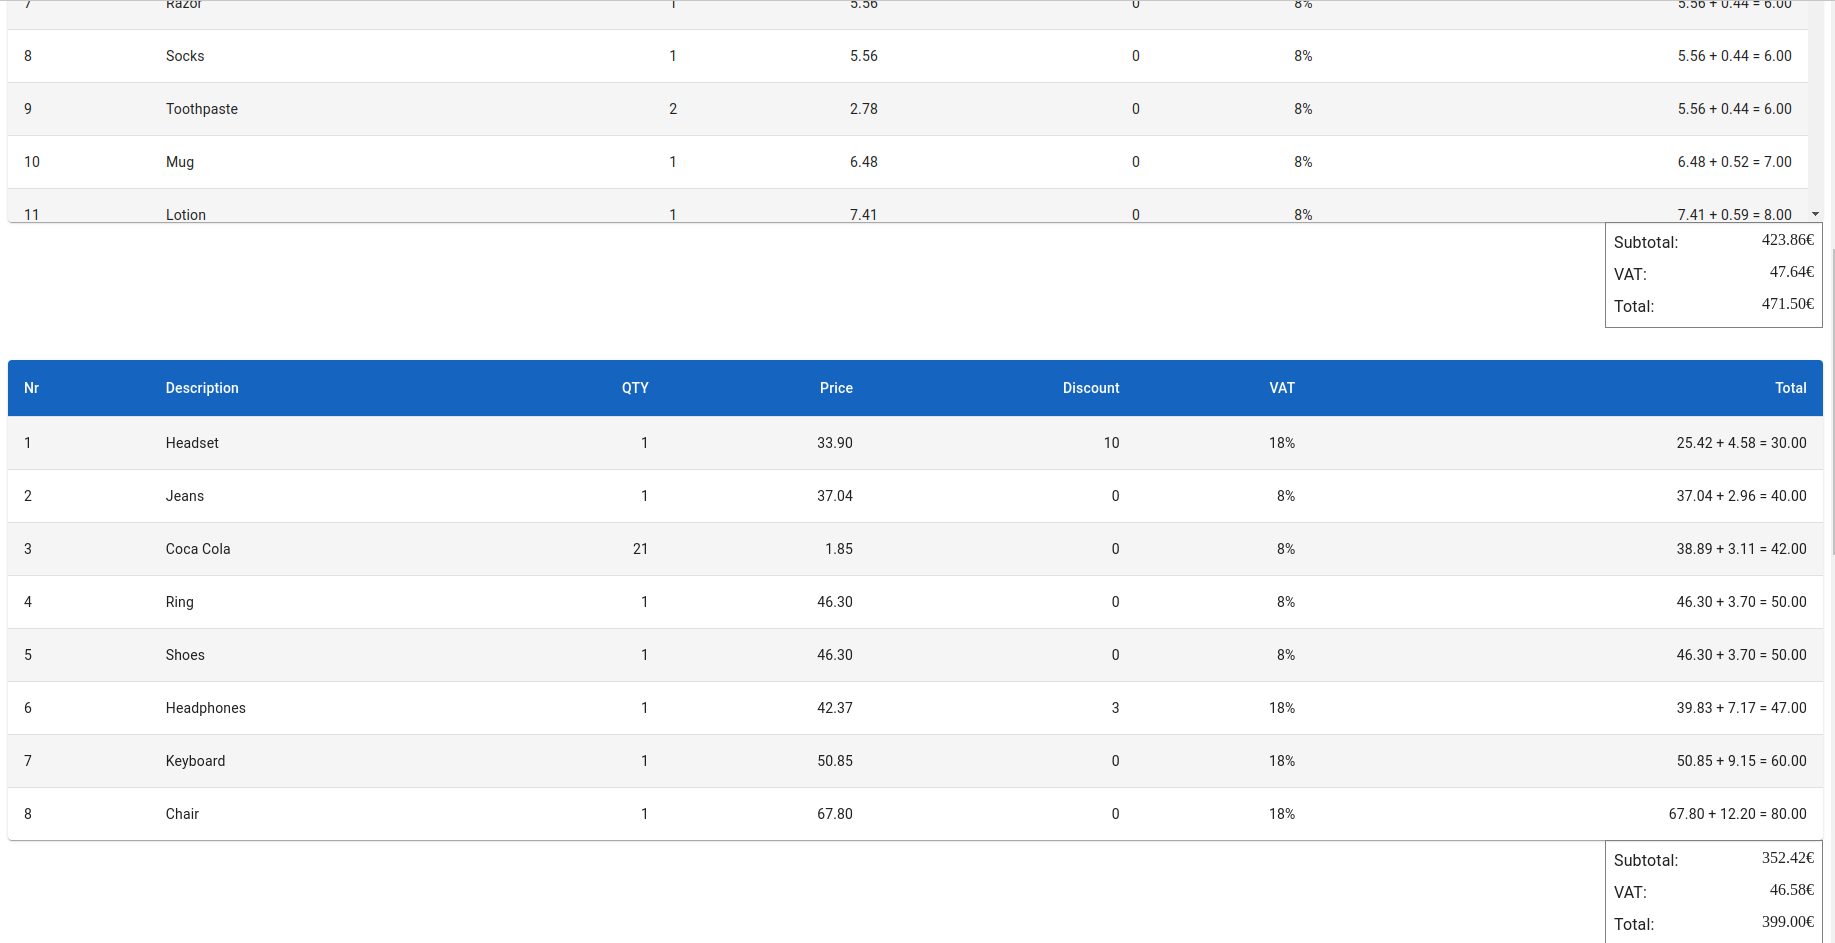 7 Razor 1 5.56 0 8% 5.56 + 0.44 = 6.00
8 Socks 1 5.56 0 8% 5.56 + 0.44 = 6.00
9 Toothpaste 2 2.78 0 8% 5.56 + 0.44 = 6.00
10 Mug 1 6.48 0 8% 6.48 + 0.52 = 7.00
11 Lotion 1 7.41 0 8% 7.41 + 0.59 = 8.00
Subtotal: 423.86€
VAT: 47.64€
Total: 471.50€
Nr Description QTY Price Discount VAT Total
1 Headset 1 33.90 10 18% 25.42 + 4.58 = 30.00
2 Jeans 1 37.04 0 8% 37.04 + 2.96 = 40.00
3 Coca Cola 21 1.85 0 8% 38.89 + 3.11 = 42.00
4 Ring 1 46.30 0 8% 46.30 + 3.70 = 50.00
5 Shoes 1 46.30 0 8% 46.30 + 3.70 = 50.00
6 Headphones 1 42.37 3 18% 39.83 + 7.17 = 47.00
7 Keyboard 1 50.85 0 18% 50.85 + 9.15 = 60.00
8 Chair 1 67.80 0 18% 67.80 + 12.20 = 80.00
Subtotal: 352.42€
VAT: 46.58€
Total: 399.00€